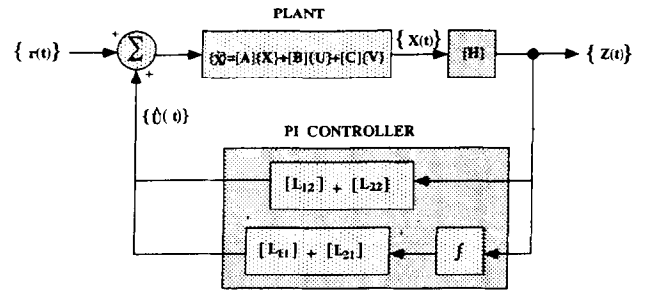 PLANT
{ r(t)}
+
Σ
+
{Ẋ}=[A]{X}+[B]{U}+[C]{V}
{ X(t)}
[H]
{ Z(t)}
{Û( t)}
PI CONTROLLER
[L12] + [L22]
[L11] + [L21]
f